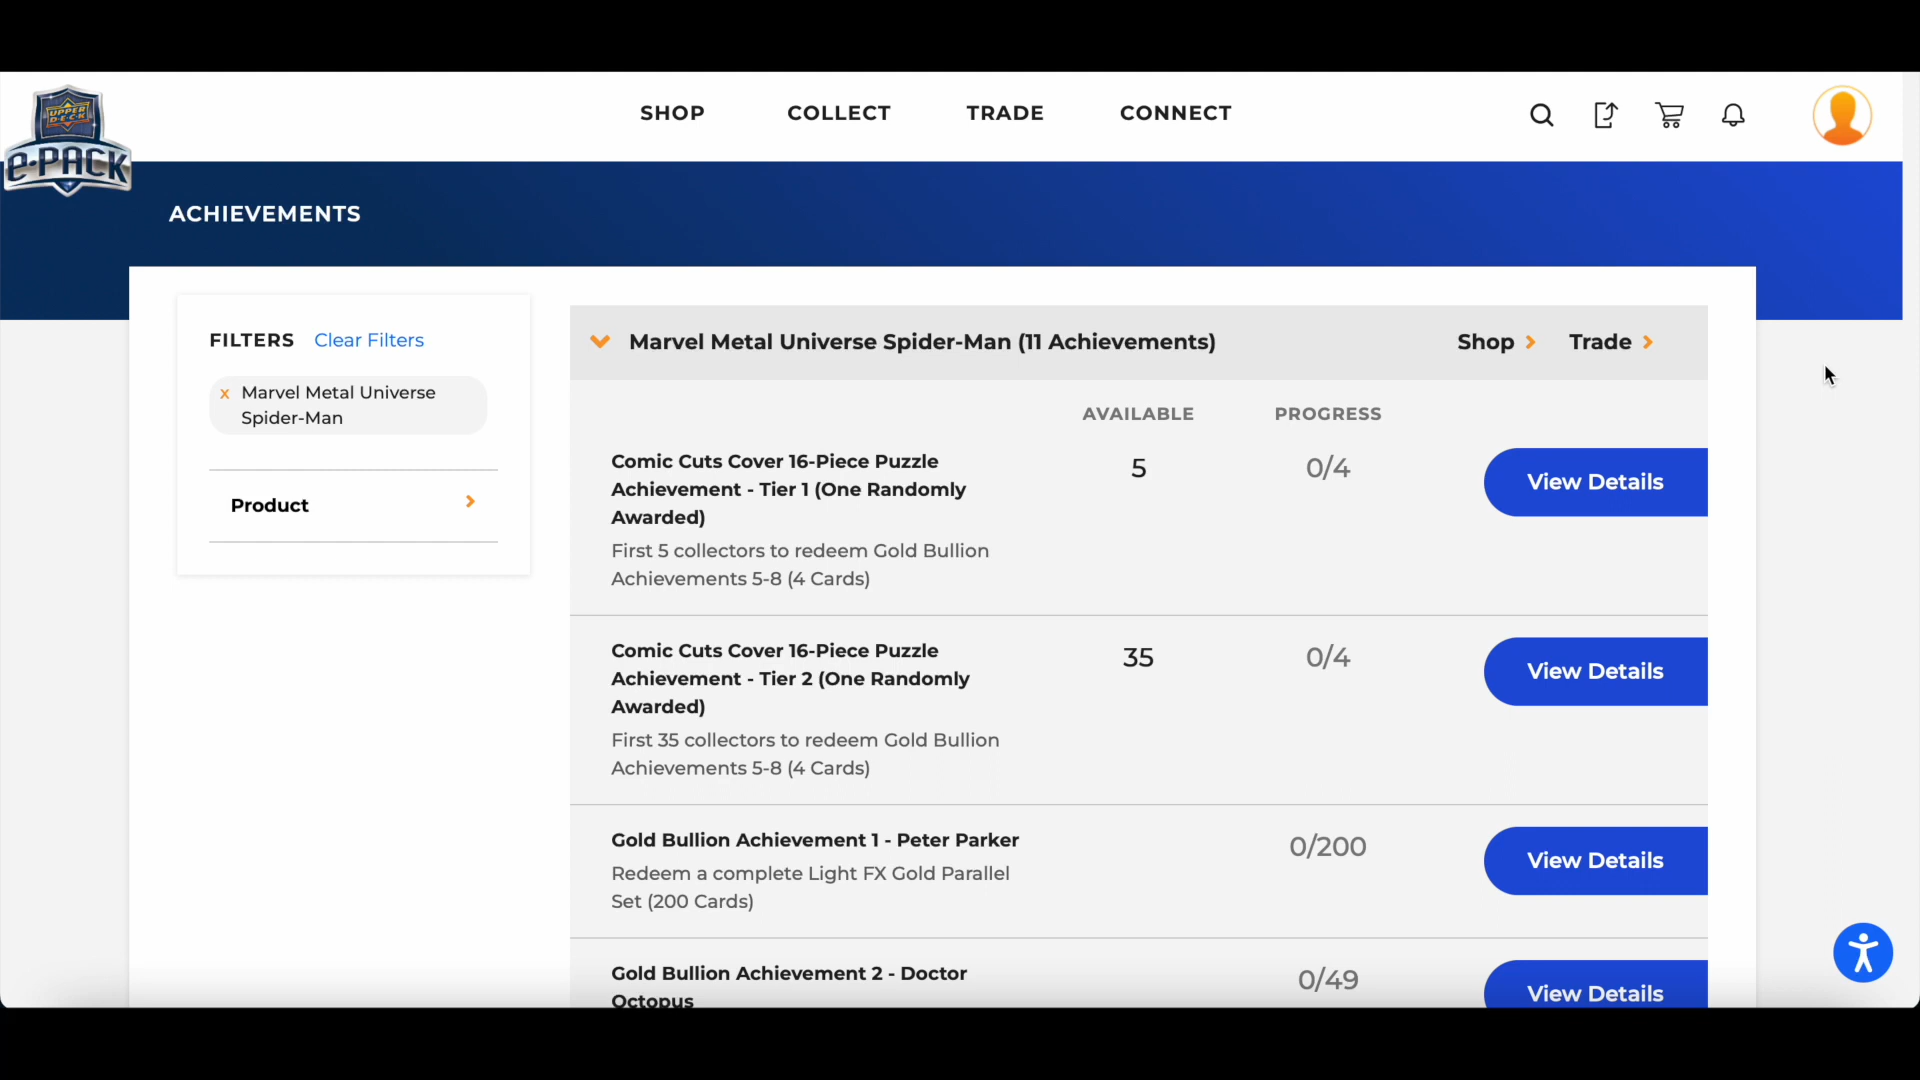 UPPER
D·E·C·K
e·PACK
SHOP COLLECT TRADE CONNECT
ACHIEVEMENTS
FILTERS Clear Filters
x Marvel Metal Universe
Spider-Man
Product
Marvel Metal Universe Spider-Man (11 Achievements) Shop Trade
AVAILABLE PROGRESS
Comic Cuts Cover 16-Piece Puzzle 5 0/4 View Details
Achievement - Tier 1 (One Randomly
Awarded)
First 5 collectors to redeem Gold Bullion
Achievements 5-8 (4 Cards)
Comic Cuts Cover 16-Piece Puzzle 35 0/4 View Details
Achievement - Tier 2 (One Randomly
Awarded)
First 35 collectors to redeem Gold Bullion
Achievements 5-8 (4 Cards)
Gold Bullion Achievement 1 - Peter Parker 0/200 View Details
Redeem a complete Light FX Gold Parallel
Set (200 Cards)
Gold Bullion Achievement 2 - Doctor 0/49 View Details
Octopus